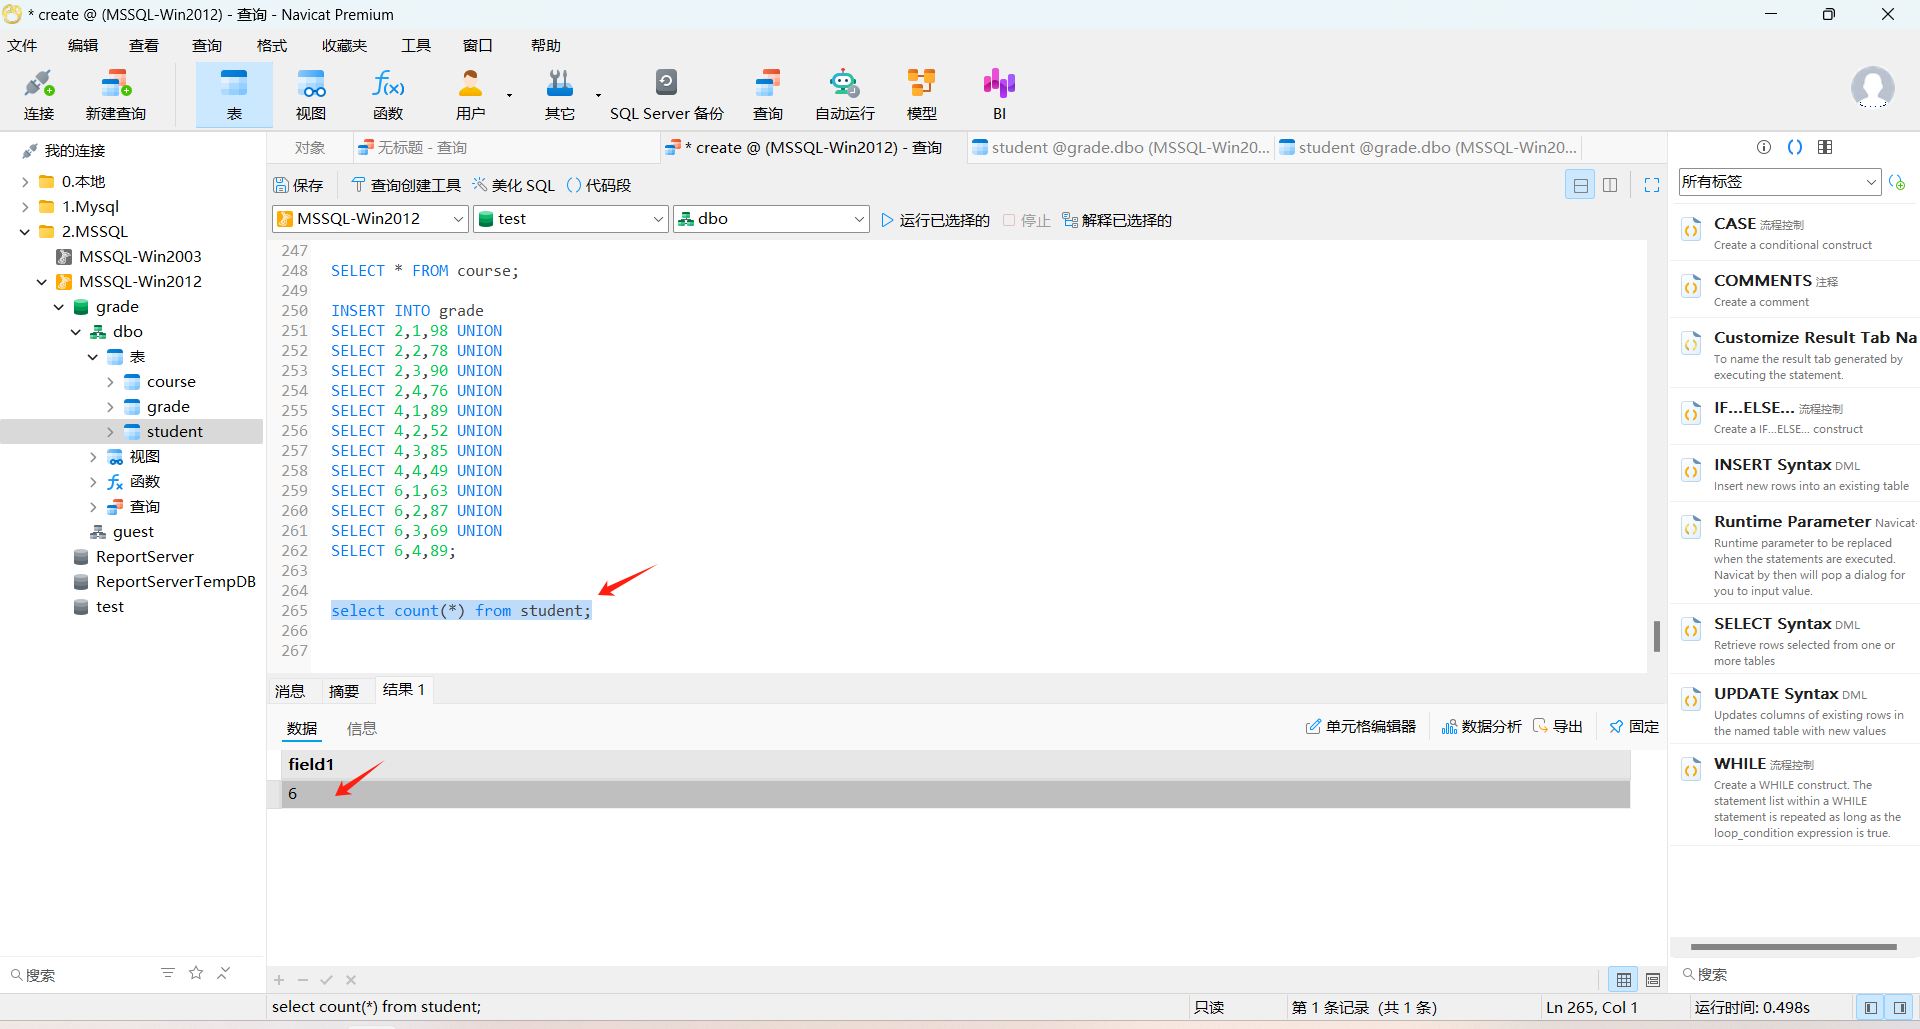 * create @ (MSSQL-Win2012) - 查询 - Navicat Premium
文件 编辑 查看 查询 格式 收藏夹 工具 窗口 帮助
连接 新建查询 表 视图 函数 用户 其它 SQL Server 备份 查询 自动运行 模型 BI
我的连接
0.本地
1.Mysql
2.MSSQL
MSSQL-Win2003
MSSQL-Win2012
grade
dbo
表
course
grade
student
视图
函数
查询
guest
ReportServer
ReportServerTempDB
test
搜索
对象 无标题 - 查询 * create @ (MSSQL-Win2012) - 查询 student @grade.dbo (MSSQL-Win20... student @grade.dbo (MSSQL-Win20...
保存 查询创建工具 美化 SQL 代码段
MSSQL-Win2012 test dbo 运行已选择的 停止 解释已选择的
247
248 SELECT * FROM course;
249
250 INSERT INTO grade
251 SELECT 2,1,98 UNION
252 SELECT 2,2,78 UNION
253 SELECT 2,3,90 UNION
254 SELECT 2,4,76 UNION
255 SELECT 4,1,89 UNION
256 SELECT 4,2,52 UNION
257 SELECT 4,3,85 UNION
258 SELECT 4,4,49 UNION
259 SELECT 6,1,63 UNION
260 SELECT 6,2,87 UNION
261 SELECT 6,3,69 UNION
262 SELECT 6,4,89;
263
264
265 select count(*) from student;
266
267
消息 摘要 结果 1
数据 信息 单元格编辑器 数据分析 导出 固定
field1
6
select count(*) from student; 只读 第 1 条记录 (共 1 条) Ln 265, Col 1 运行时间: 0.498s
所有标签
CASE 流程控制
Create a conditional construct
COMMENTS 注释
Create a comment
Customize Result Tab Na
To name the result tab generated by
executing the statement.
IF...ELSE... 流程控制
Create a IF...ELSE... construct
INSERT Syntax DML
Insert new rows into an existing table
Runtime Parameter Navicat
Runtime parameter to be replaced
when the statements are executed.
Navicat by then will pop a dialog for
you to input value.
SELECT Syntax DML
Retrieve rows selected from one or
more tables
UPDATE Syntax DML
Updates columns of existing rows in
the named table with new values
WHILE 流程控制
Create a WHILE construct. The
statement list within a WHILE
statement is repeated as long as the
loop_condition expression is true.
搜索